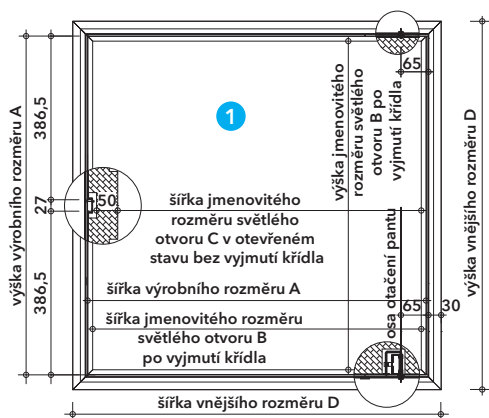 65
386,5
výška výrobního rozměru A
výška jmenovitého
rozměru světlého
otvoru B po
vyjmutí křídla
výška vnějšího rozměru D
1
50
27
šířka jmenovitého
rozměru světlého
otvoru C v otevřeném
stavu bez vyjmutí křídla
osa otačení pantu
šířka výrobního rozměru A
65
30
386,5
šířka jmenovitého rozměru
světlého otvoru B
po vyjmutí křídla
šířka vnějšího rozměru D